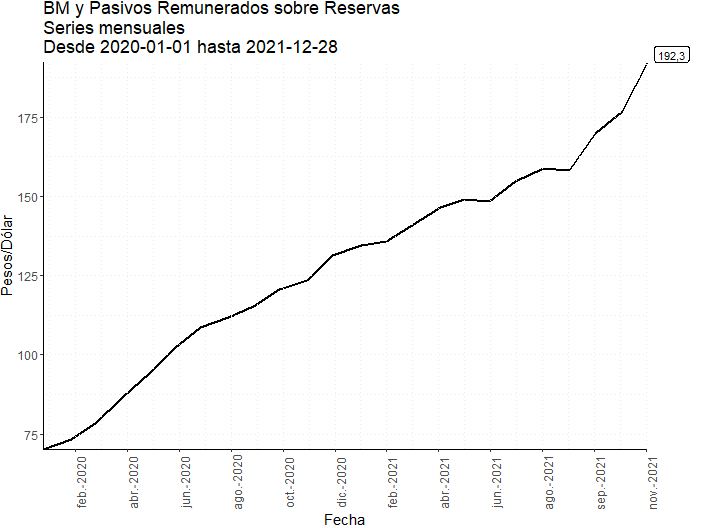 BM y Pasivos Remunerados sobre Reservas
Series mensuales
Desde 2020-01-01 hasta 2021-12-28
192,3
175
150
125
100
75
Pesos/Dólar
feb.-2020
abr.-2020
jun.-2020
ago.-2020
oct.-2020
dic.-2020
feb.-2021
abr.-2021
jun.-2021
ago.-2021
sep.-2021
nov.-2021
Fecha